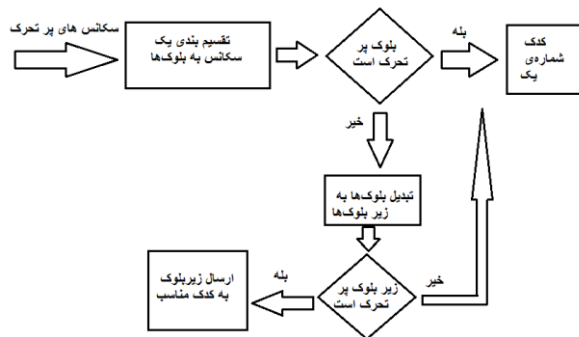 سکانس های پر تحرک
تقسیم بندی یک
سکانس به بلوک‌ها
بلوک پر
تحرک است
بله
کدک
شماره‌ی
یک
خیر
تبدیل بلوک‌ها به
زیر بلوک‌ها
زیر بلوک پر
تحرک است
خیر
بله
ارسال زیربلوک
به کدک مناسب